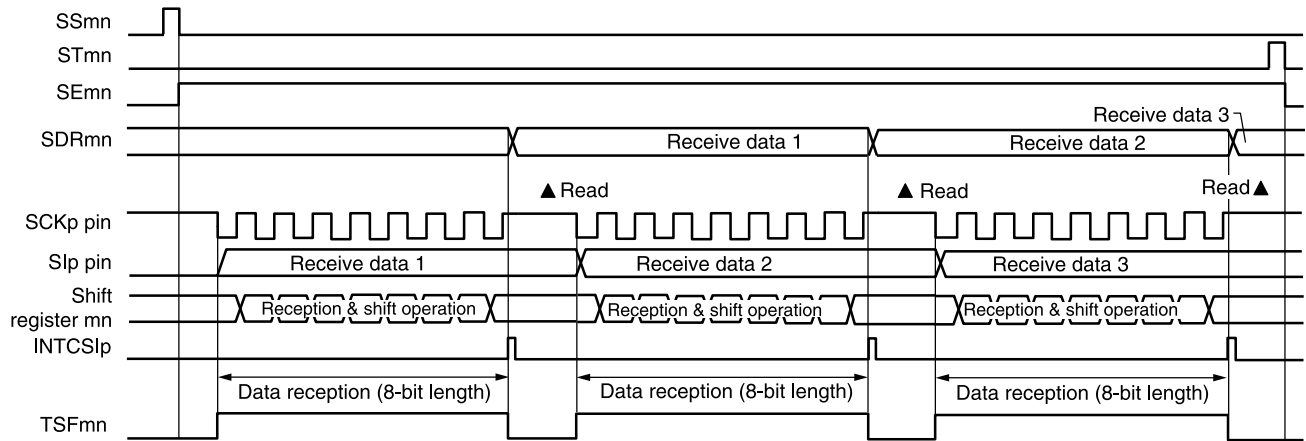 SSmn
STmn
SEmn
Receive data 3
SDRmn
Receive data 1
Receive data 2
▲ Read
▲ Read
Read ▲
SCKp pin
SIp pin
Receive data 1
Receive data 2
Receive data 3
Shift
register mn
Reception & shift operation
Reception & shift operation
Reception & shift operation
INTCSIp
Data reception (8-bit length)
Data reception (8-bit length)
Data reception (8-bit length)
TSFmn